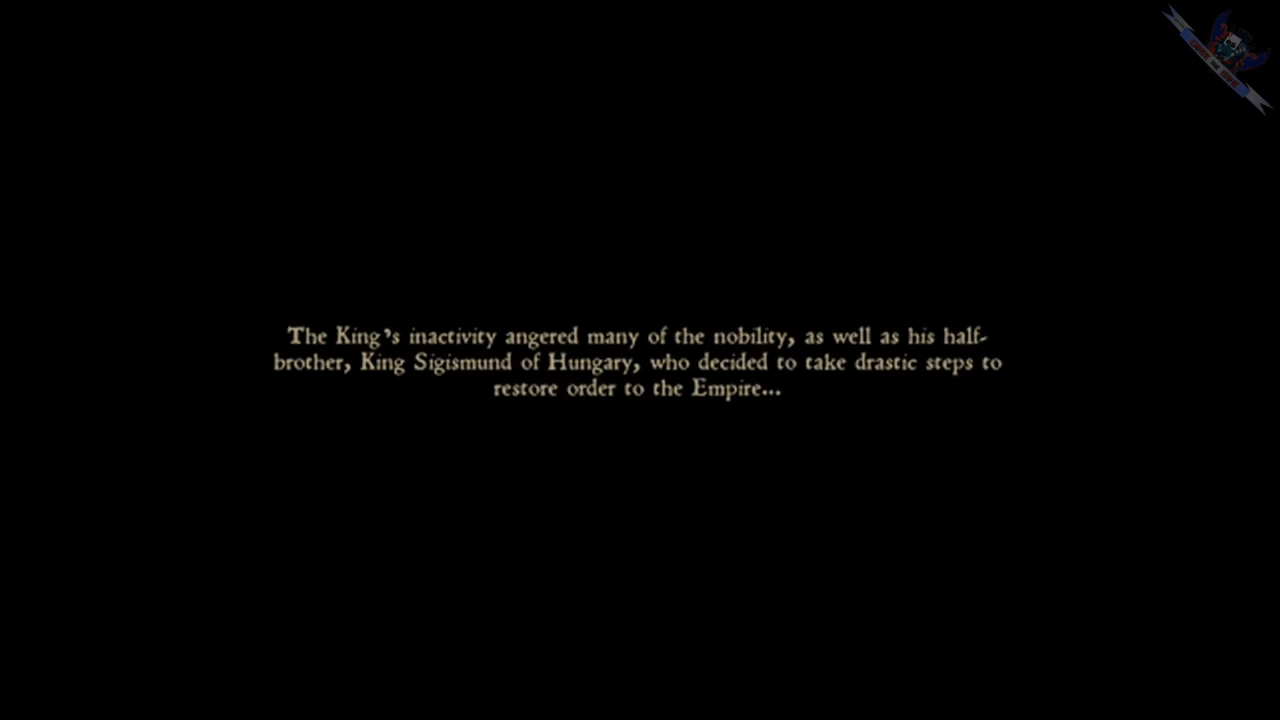 The King's inactivity angered many of the nobility, as well as his half-
brother, King Sigismund of Hungary, who decided to take drastic steps to
restore order to the Empire...